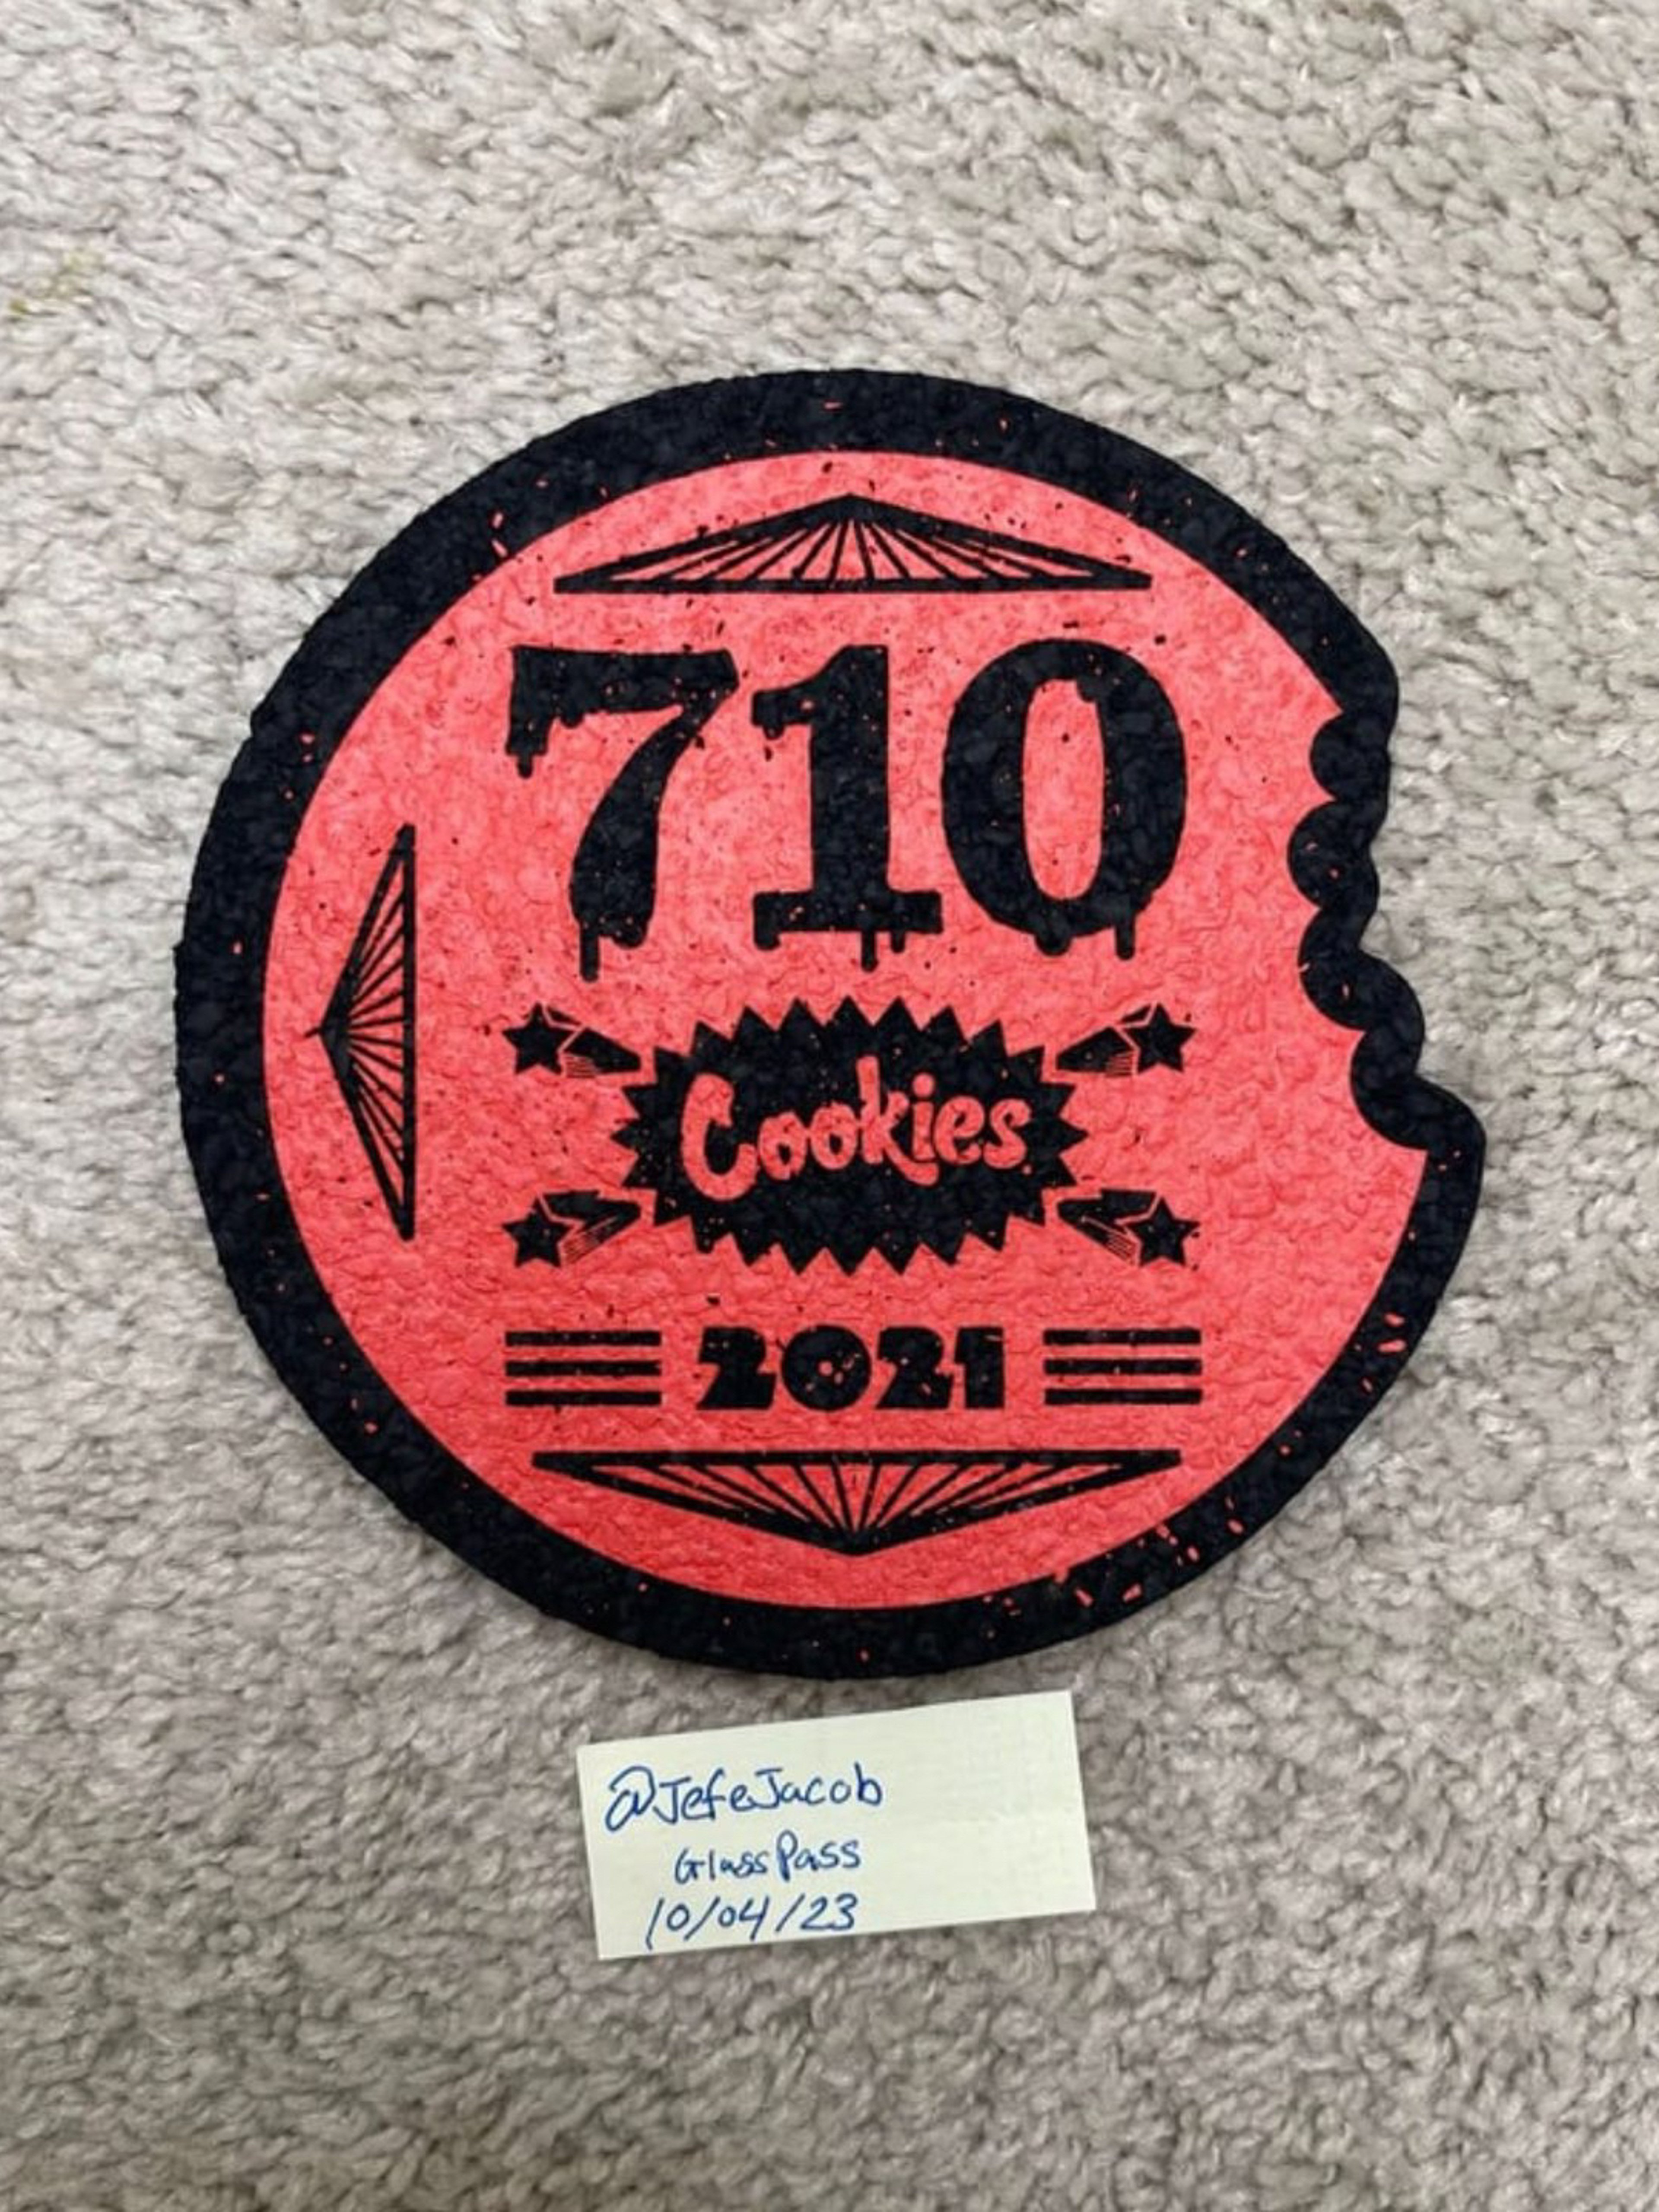 710
Cookies
2021
@JefeJacob
GlassPass
10/04/23